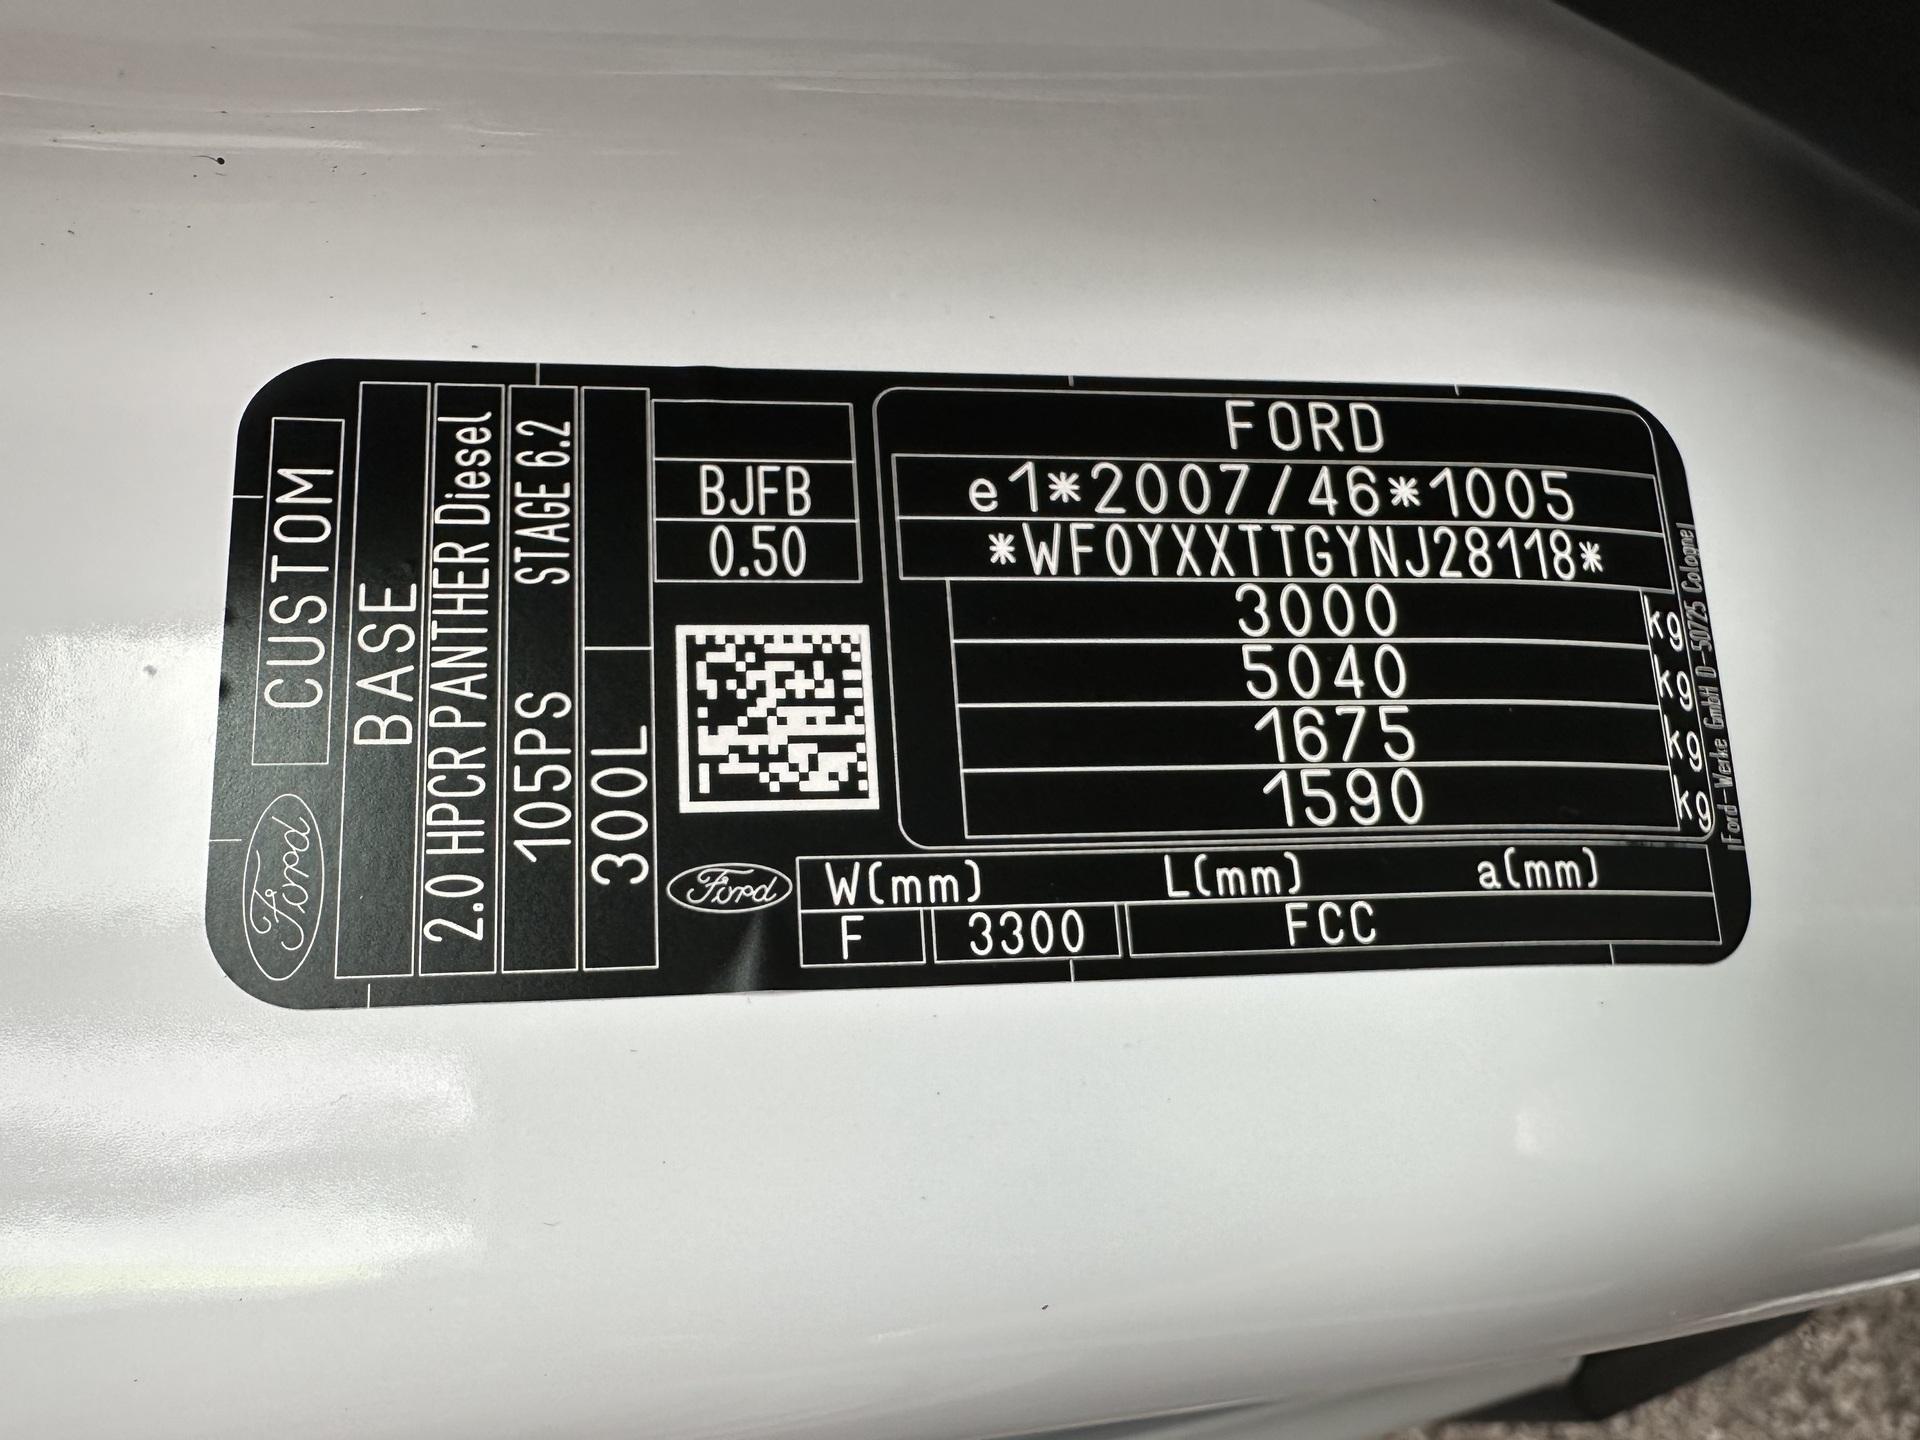 CUSTOM
Ford
BASE
2.0 HPCR PANTHER Diesel
105PS STAGE 6.2
300L
BJFB
0.50
Ford
FORD
e1*2007/46*1005
*WF0YXXTTGYNJ28118*
3000 kg
5040 kg
1675 kg
1590 kg
W(mm) L(mm) a(mm)
F 3300 FCC
Ford-Werke GmbH D-50725 Cologne